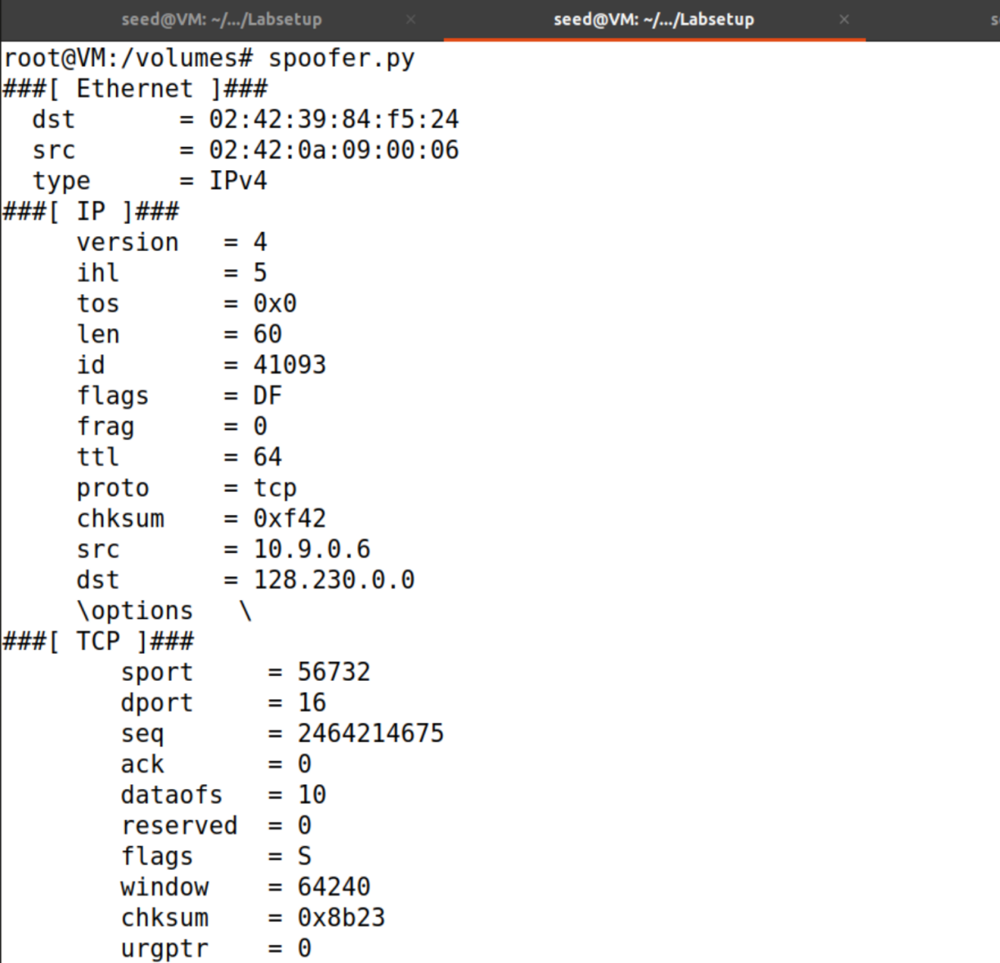 seed@VM: ~/.../Labsetup × seed@VM: ~/.../Labsetup × s
root@VM:/volumes# spoofer.py
###[ Ethernet ]###
  dst       = 02:42:39:84:f5:24
  src       = 02:42:0a:09:00:06
  type      = IPv4
###[ IP ]###
     version   = 4
     ihl       = 5
     tos       = 0x0
     len       = 60
     id        = 41093
     flags     = DF
     frag      = 0
     ttl       = 64
     proto     = tcp
     chksum    = 0xf42
     src       = 10.9.0.6
     dst       = 128.230.0.0
     \options   \
###[ TCP ]###
        sport     = 56732
        dport     = 16
        seq       = 2464214675
        ack       = 0
        dataofs   = 10
        reserved  = 0
        flags     = S
        window    = 64240
        chksum    = 0x8b23
        urgptr    = 0